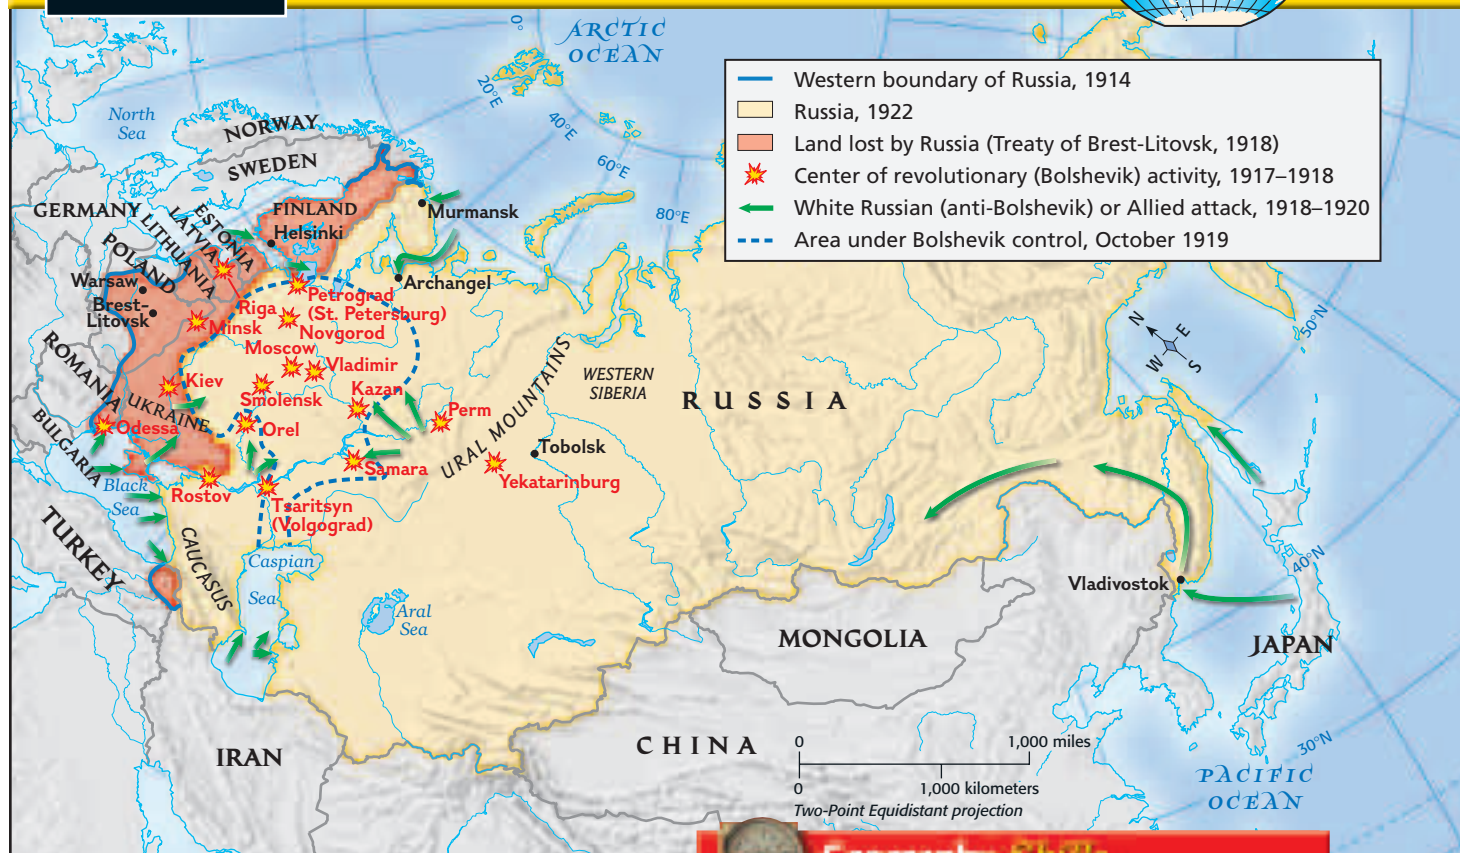 ARCTIC
OCEAN
0°
20°E
40°E
60°E
80°E
Western boundary of Russia, 1914
Russia, 1922
Land lost by Russia (Treaty of Brest-Litovsk, 1918)
Center of revolutionary (Bolshevik) activity, 1917–1918
White Russian (anti-Bolshevik) or Allied attack, 1918–1920
Area under Bolshevik control, October 1919
North
Sea
NORWAY
SWEDEN
GERMANY
FINLAND
Helsinki
Murmansk
ESTONIA
LATVIA
LITHUANIA
POLAND
Warsaw
Brest-
Litovsk
Archangel
Riga
Petrograd
(St. Petersburg)
Minsk
Novgorod
Moscow
Vladimir
Kiev
Smolensk
Kazan
Perm
ROMANIA
UKRAINE
Odessa
Orel
BULGARIA
Samara
URAL MOUNTAINS
WESTERN
SIBERIA
RUSSIA
Tobolsk
Yekatarinburg
Black
Sea
Rostov
Tsaritsyn
(Volgograd)
TURKEY
CAUCASUS
Caspian
Sea
Aral
Sea
IRAN
MONGOLIA
CHINA
Vladivostok
JAPAN
N
E
W
S
50°N
40°N
30°N
PACIFIC
OCEAN
0
1,000 miles
0
1,000 kilometers
Two-Point Equidistant projection